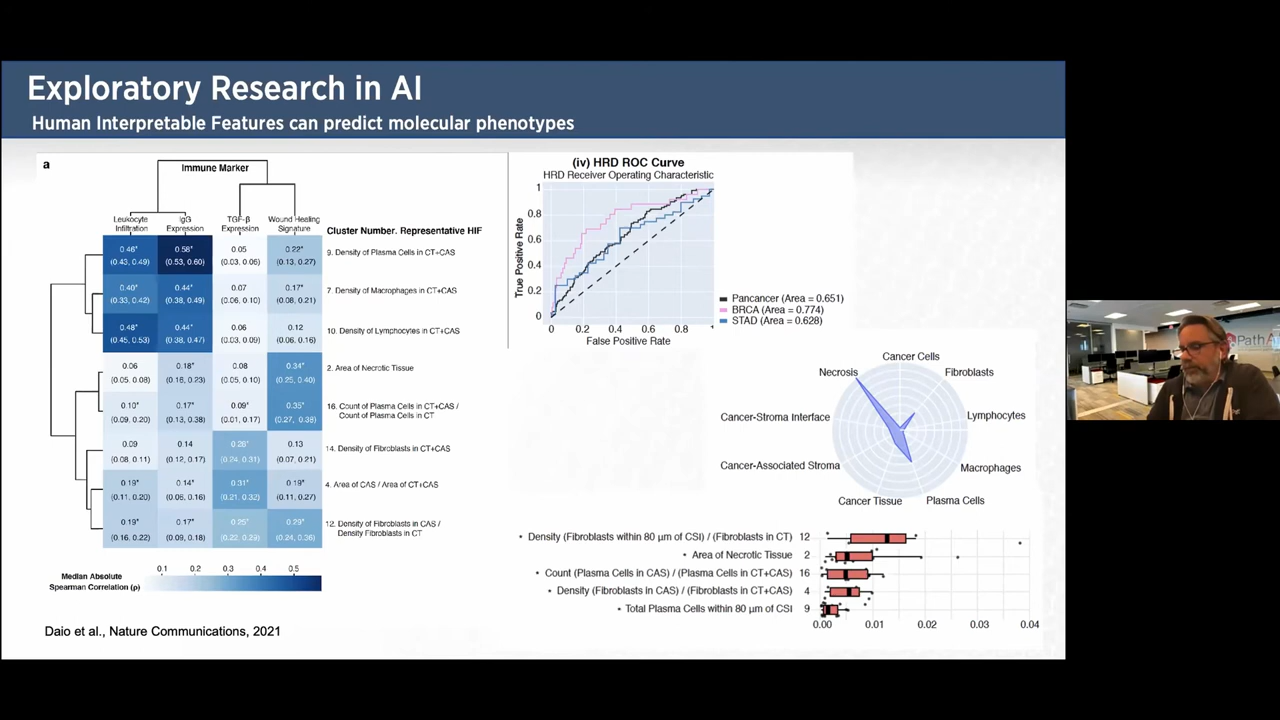 Exploratory Research in AI
Human Interpretable Features can predict molecular phenotypes
a
Immune Marker
Leukocyte Infiltration
IgG Expression
TGF-β Expression
Wound Healing Signature
Cluster Number. Representative HIF
0.46* 0.58* 0.05 0.22* 9. Density of Plasma Cells in CT+CAS
(0.43, 0.49) (0.53, 0.60) (0.03, 0.06) (0.13, 0.27)
0.40* 0.44* 0.07 0.17* 7. Density of Macrophages in CT+CAS
(0.33, 0.42) (0.38, 0.49) (0.06, 0.10) (0.08, 0.21)
0.48* 0.44* 0.06 0.12 10. Density of Lymphocytes in CT+CAS
(0.45, 0.53) (0.38, 0.47) (0.03, 0.09) (0.06, 0.16)
0.06 0.18* 0.08 0.34* 2. Area of Necrotic Tissue
(0.05, 0.08) (0.16, 0.23) (0.05, 0.10) (0.25, 0.40)
0.10* 0.17* 0.09* 0.35* 16. Count of Plasma Cells in CT+CAS /
Count of Plasma Cells in CT
(0.09, 0.20) (0.13, 0.38) (0.01, 0.17) (0.27, 0.38)
0.09 0.14 0.26* 0.13 14. Density of Fibroblasts in CT+CAS
(0.08, 0.11) (0.12, 0.17) (0.24, 0.31) (0.07, 0.21)
0.19* 0.14* 0.31* 0.19* 4. Area of CAS / Area of CT+CAS
(0.11, 0.20) (0.06, 0.16) (0.21, 0.32) (0.11, 0.27)
0.19* 0.17* 0.25* 0.29* 12. Density of Fibroblasts in CAS /
Density Fibroblasts in CT
(0.16, 0.22) (0.09, 0.18) (0.22, 0.29) (0.24, 0.36)
Median Absolute
Spearman Correlation (ρ)
0.1 0.2 0.3 0.4 0.5
Daio et al., Nature Communications, 2021
(iv) HRD ROC Curve
HRD Receiver Operating Characteristic
True Positive Rate
1
0.8
0.6
0.4
0.2
0
0 0.2 0.4 0.6 0.8 1
False Positive Rate
Pancancer (Area = 0.651)
BRCA (Area = 0.774)
STAD (Area = 0.628)
Cancer Cells
Necrosis
Fibroblasts
Cancer-Stroma Interface
Lymphocytes
Cancer-Associated Stroma
Macrophages
Cancer Tissue
Plasma Cells
• Density (Fibroblasts within 80 µm of CSI) / (Fibroblasts in CT) 12
• Area of Necrotic Tissue 2
• Count (Plasma Cells in CAS) / (Plasma Cells in CT+CAS) 16
• Density (Fibroblasts in CAS) / (Fibroblasts in CT+CAS) 4
• Total Plasma Cells within 80 µm of CSI 9
0.00 0.01 0.02 0.03 0.04